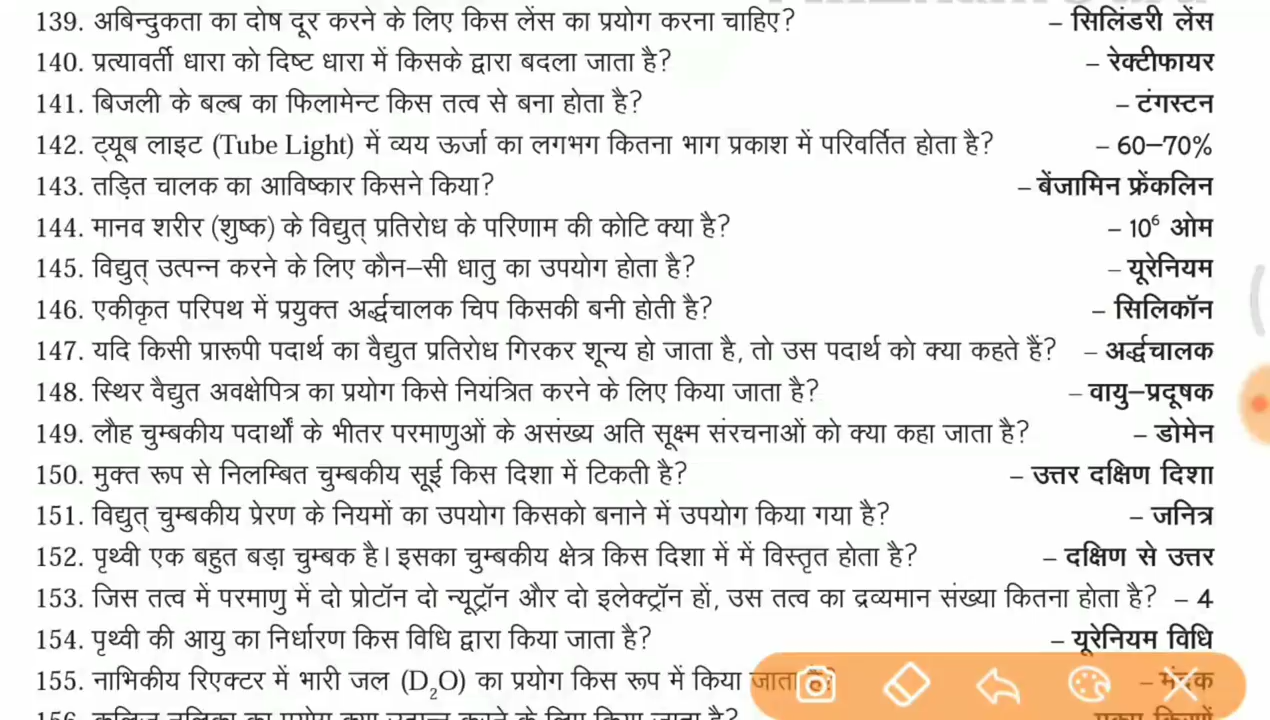 139. अबिन्दुकता का दोष दूर करने के लिए किस लेंस का प्रयोग करना चाहिए? – सिलिंडरी लेंस
140. प्रत्यावर्ती धारा को दिष्ट धारा में किसके द्वारा बदला जाता है? – रेक्टीफायर
141. बिजली के बल्ब का फिलामेन्ट किस तत्व से बना होता है? – टंगस्टन
142. ट्यूब लाइट (Tube Light) में व्यय ऊर्जा का लगभग कितना भाग प्रकाश में परिवर्तित होता है? – 60–70%
143. तड़ित चालक का आविष्कार किसने किया? – बेंजामिन फ्रेंकलिन
144. मानव शरीर (शुष्क) के विद्युत् प्रतिरोध के परिणाम की कोटि क्या है? – 10⁶ ओम
145. विद्युत् उत्पन्न करने के लिए कौन–सी धातु का उपयोग होता है? – यूरेनियम
146. एकीकृत परिपथ में प्रयुक्त अर्द्धचालक चिप किसकी बनी होती है? – सिलिकॉन
147. यदि किसी प्रारूपी पदार्थ का वैद्युत प्रतिरोध गिरकर शून्य हो जाता है, तो उस पदार्थ को क्या कहते हैं? – अर्द्धचालक
148. स्थिर वैद्युत अवक्षेपित्र का प्रयोग किसे नियंत्रित करने के लिए किया जाता है? – वायु–प्रदूषक
149. लौह चुम्बकीय पदार्थों के भीतर परमाणुओं के असंख्य अति सूक्ष्म संरचनाओं को क्या कहा जाता है? – डोमेन
150. मुक्त रूप से निलम्बित चुम्बकीय सूई किस दिशा में टिकती है? – उत्तर दक्षिण दिशा
151. विद्युत् चुम्बकीय प्रेरण के नियमों का उपयोग किसको बनाने में उपयोग किया गया है? – जनित्र
152. पृथ्वी एक बहुत बड़ा चुम्बक है। इसका चुम्बकीय क्षेत्र किस दिशा में में विस्तृत होता है? – दक्षिण से उत्तर
153. जिस तत्व में परमाणु में दो प्रोटॉन दो न्यूट्रॉन और दो इलेक्ट्रॉन हों, उस तत्व का द्रव्यमान संख्या कितना होता है? – 4
154. पृथ्वी की आयु का निर्धारण किस विधि द्वारा किया जाता है? – यूरेनियम विधि
155. नाभिकीय रिएक्टर में भारी जल (D₂O) का प्रयोग किस रूप में किया जाता है?